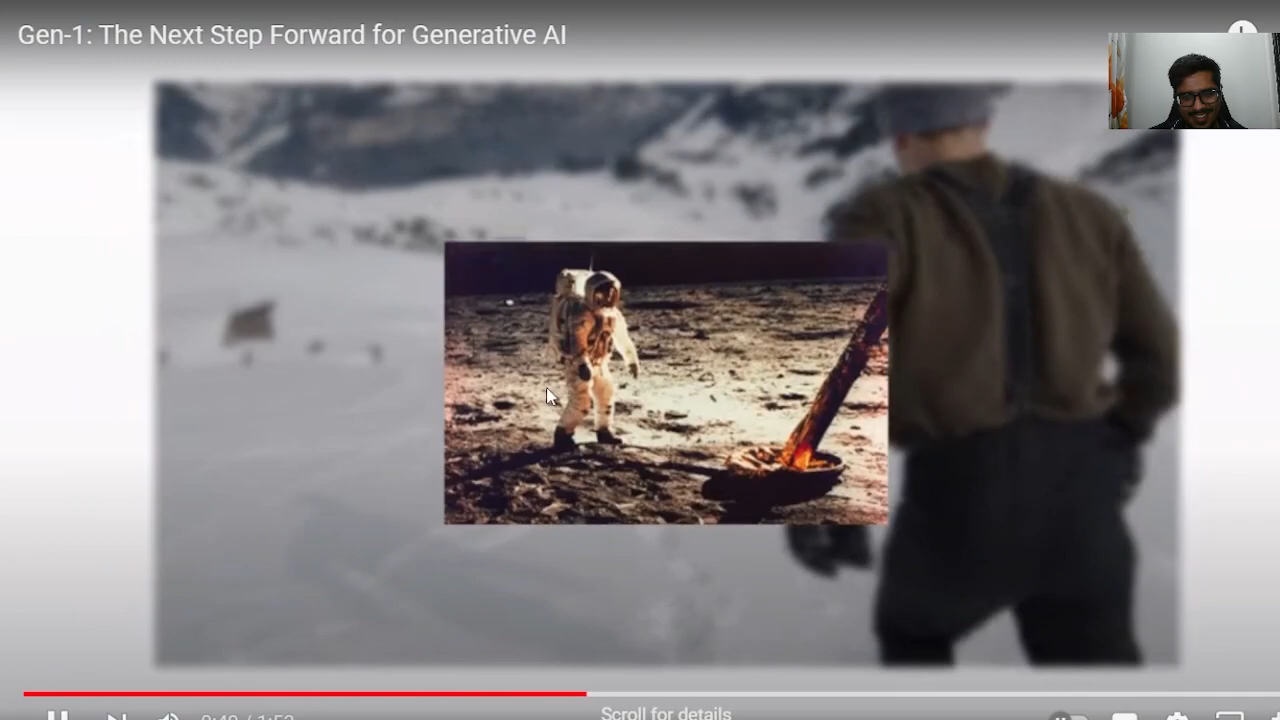 Gen-1: The Next Step Forward for Generative AI
Scroll for details